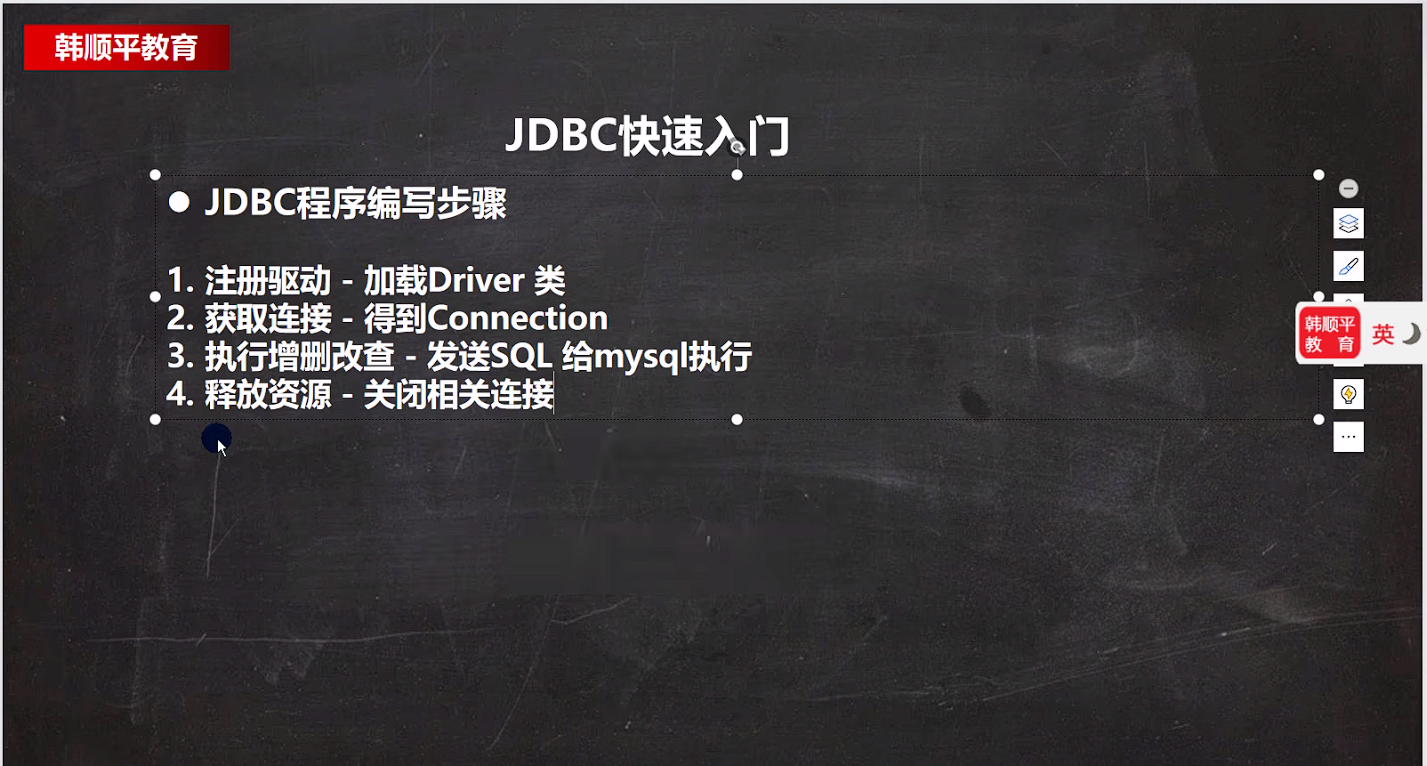 韩顺平教育
JDBC快速入门
● JDBC程序编写步骤
1. 注册驱动 - 加载Driver 类
2. 获取连接 - 得到Connection
3. 执行增删改查 - 发送SQL 给mysql执行
4. 释放资源 - 关闭相关连接
韩顺平
教 育
英